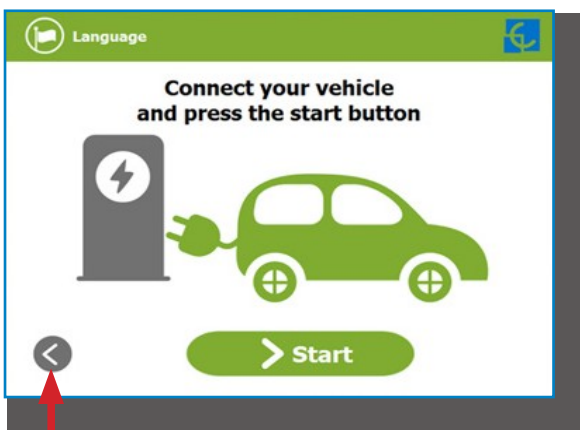 Language
Connect your vehicle
and press the start button
Start